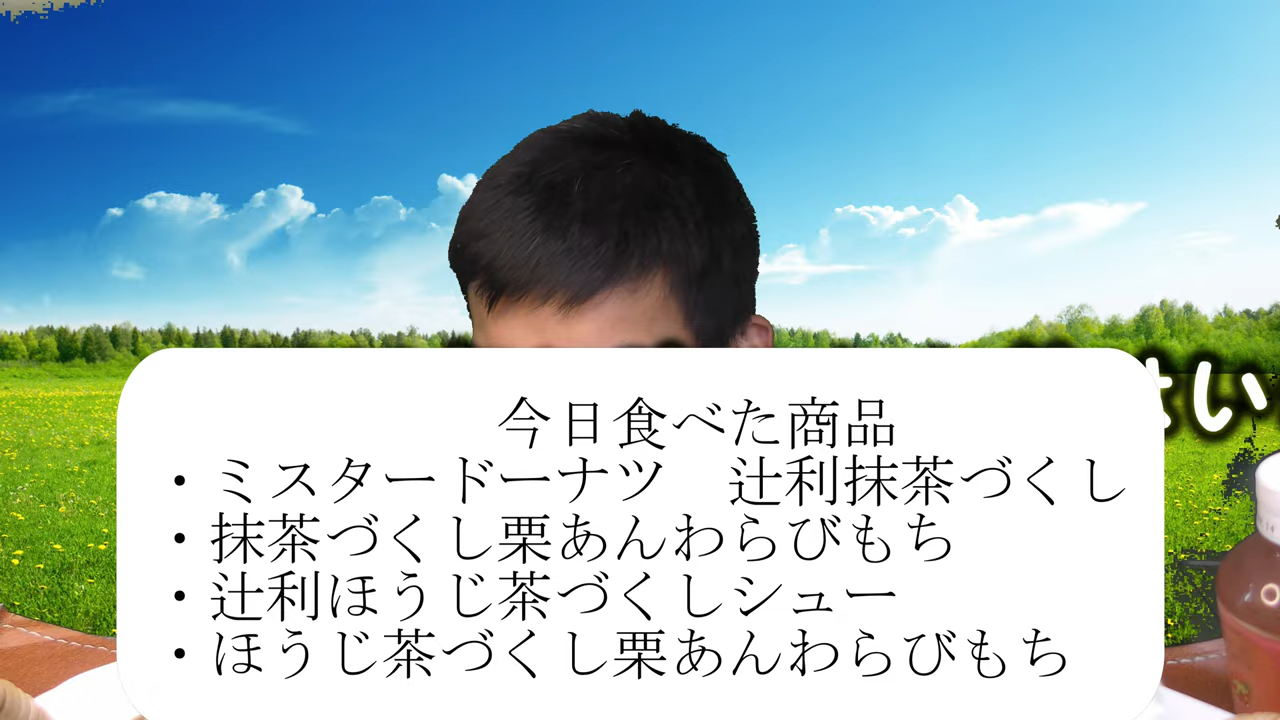 今日食べた商品
・ミスタードーナツ　辻利抹茶づくし
・抹茶づくし栗あんわらびもち
・辻利ほうじ茶づくしシュー
・ほうじ茶づくし栗あんわらびもち
はい